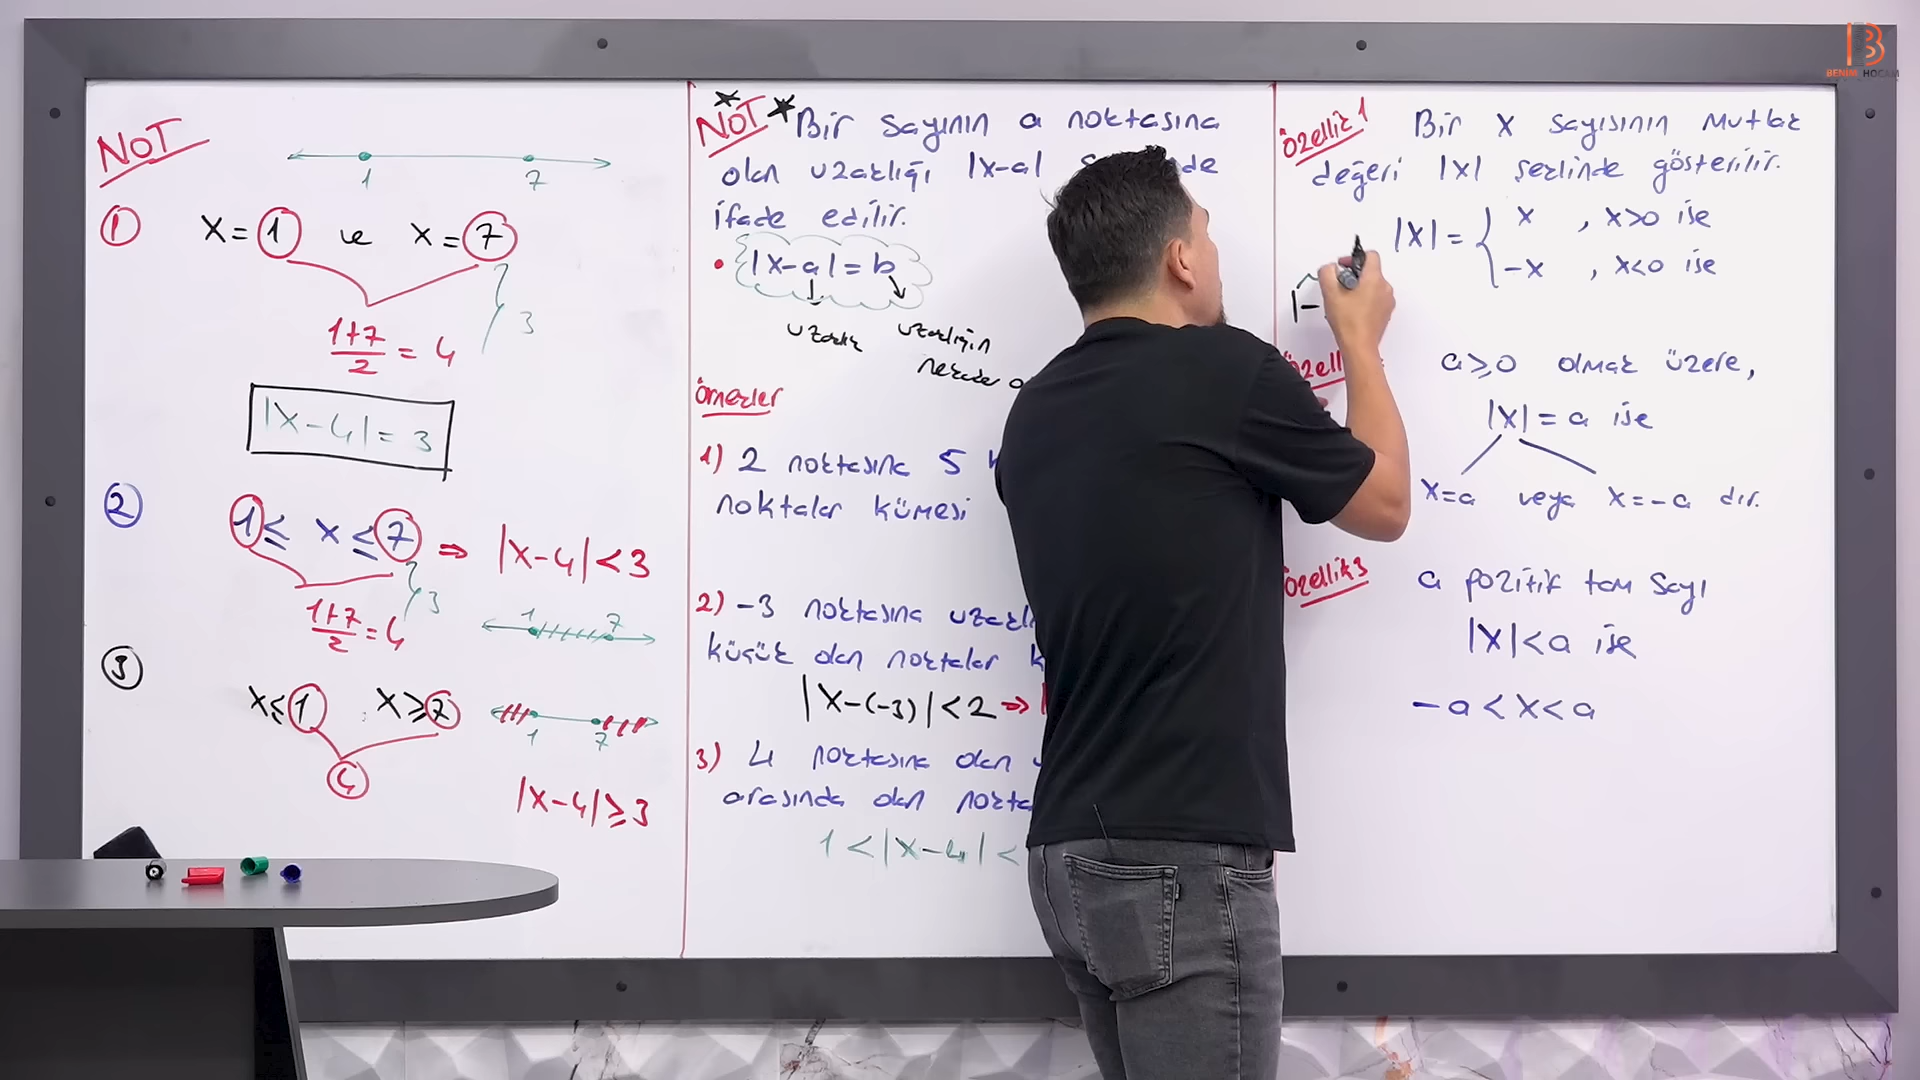 NOT
1 7
① x = 1 ve x = 7
3
1+7/2 = 4
|x-4| = 3
② 1 ≤ x ≤ 7 ⇒ |x-4| < 3
3
1+7/2 = 4
1 7
③ x ≤ 1 x ≥ 7
1 7
4
|x-4| ≥ 3
NOT Bir sayının a noktasına
olan uzaklığı |x-a|
ifade edilir.
• |x-a| = b
uzaklık uzaklığın
örnekler
1) 2 noktasına 5
noktalar kümesi
2) -3 noktasına
küçük olan noktalar
|x-(-3)| < 2 ⇒
3) 4 noktasına olan
arasında olan
1 < |x-4| <
özellik 1 Bir x sayısının mutlak
değeri |x| şeklinde gösterilir.
|x| = { x , x>0 ise
-x , x<0 ise
|-
a ≥ 0 olmak üzere,
|x| = a ise
x=a veya x=-a dır.
özellik 3 a pozitif tam sayı
|x| < a ise
-a < x < a
BENİM HOCAM